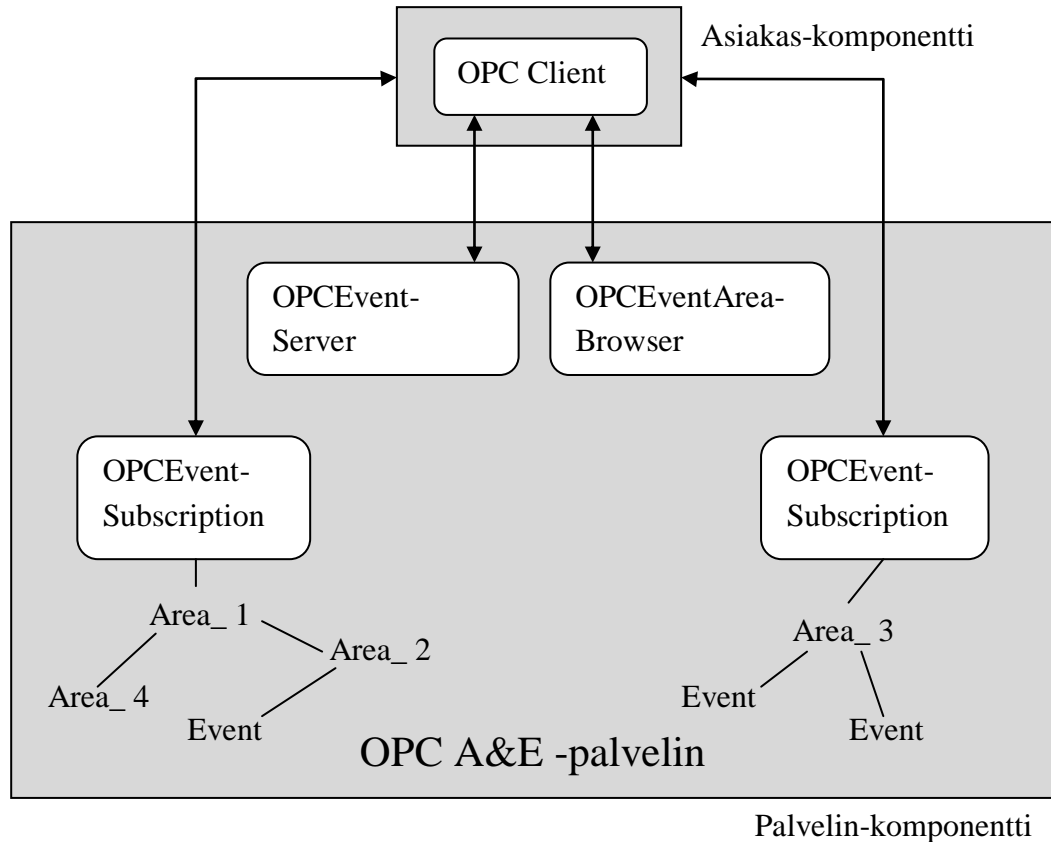 Asiakas-komponentti
OPC Client
OPCEvent-
Server
OPCEventArea-
Browser
OPCEvent-
Subscription
OPCEvent-
Subscription
Area_ 1
Area_ 2
Area_ 4
Event
Area_ 3
Event
Event
OPC A&E -palvelin
Palvelin-komponentti